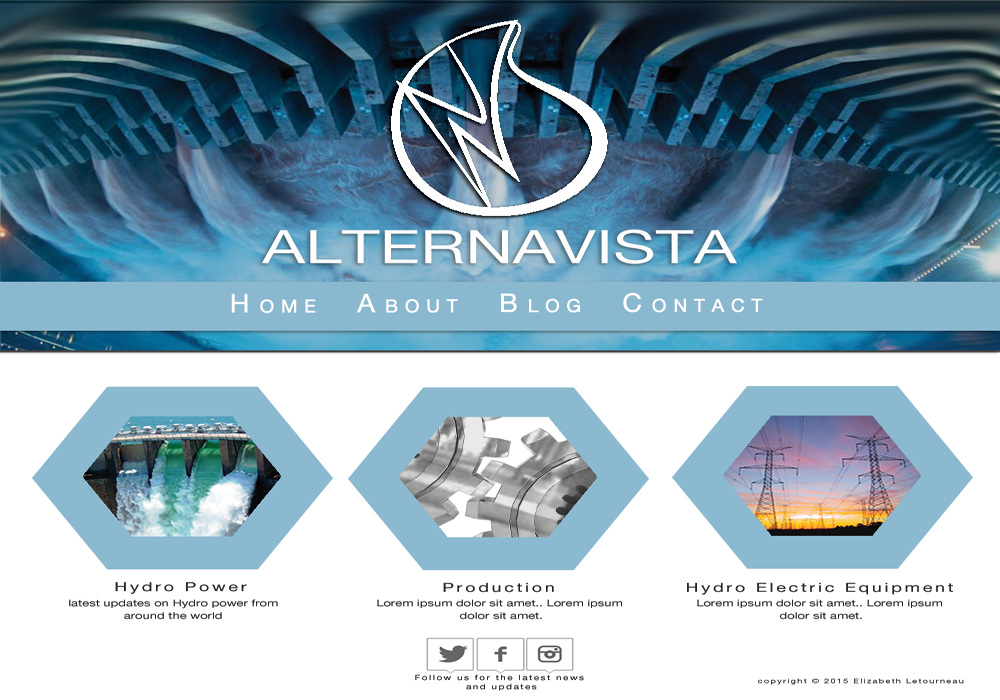 ALTERNAVISTA
HOME ABOUT BLOG CONTACT
Hydro Power
latest updates on Hydro power from
around the world
Production
Lorem ipsum dolor sit amet.. Lorem ipsum
dolor sit amet.
Hydro Electric Equipment
Lorem ipsum dolor sit amet.. Lorem ipsum
dolor sit amet.
Follow us for the latest news
and updates
copyright © 2015 Elizabeth Letourneau